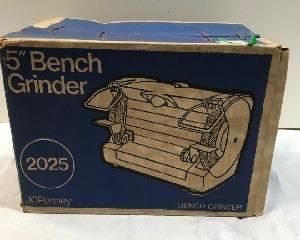 5" Bench
Grinder
2025
JCPenney
BENCH GRINDER